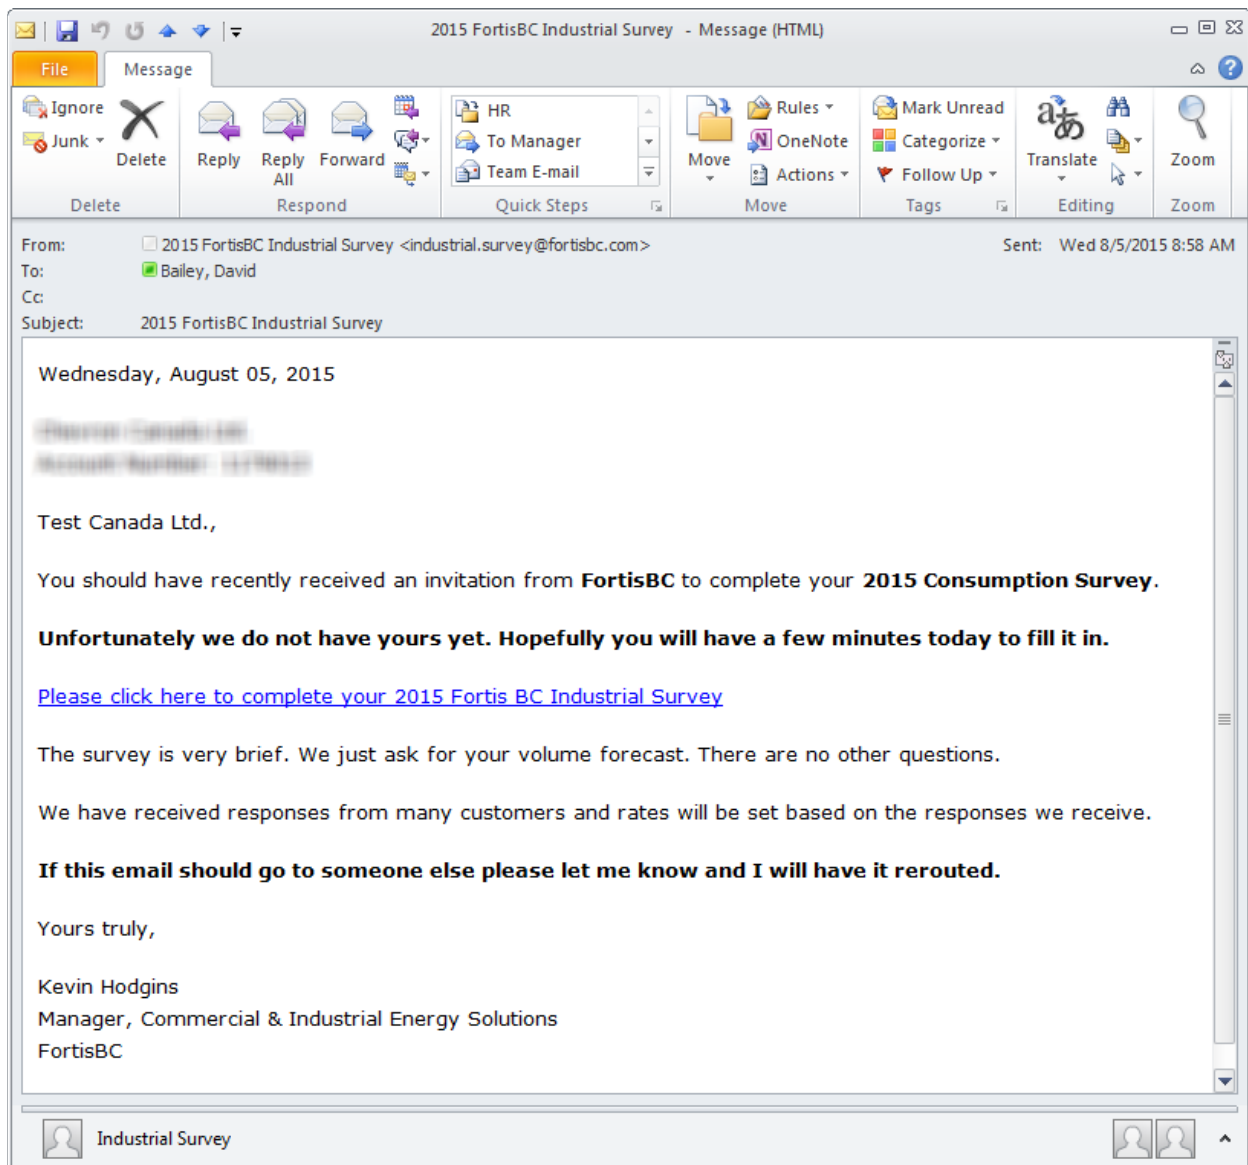 2015 FortisBC Industrial Survey - Message (HTML)
File Message
Ignore
Junk
Delete
Delete
Reply
Reply All
Forward
Respond
HR
To Manager
Team E-mail
Quick Steps
Move
Rules
OneNote
Actions
Move
Mark Unread
Categorize
Follow Up
Tags
Translate
Editing
Zoom
Zoom
From: 2015 FortisBC Industrial Survey <industrial.survey@fortisbc.com> Sent: Wed 8/5/2015 8:58 AM
To: Bailey, David
Cc:
Subject: 2015 FortisBC Industrial Survey
Wednesday, August 05, 2015
Test Canada Ltd.,
You should have recently received an invitation from FortisBC to complete your 2015 Consumption Survey.
Unfortunately we do not have yours yet. Hopefully you will have a few minutes today to fill it in.
Please click here to complete your 2015 Fortis BC Industrial Survey
The survey is very brief. We just ask for your volume forecast. There are no other questions.
We have received responses from many customers and rates will be set based on the responses we receive.
If this email should go to someone else please let me know and I will have it rerouted.
Yours truly,
Kevin Hodgins
Manager, Commercial & Industrial Energy Solutions
FortisBC
Industrial Survey